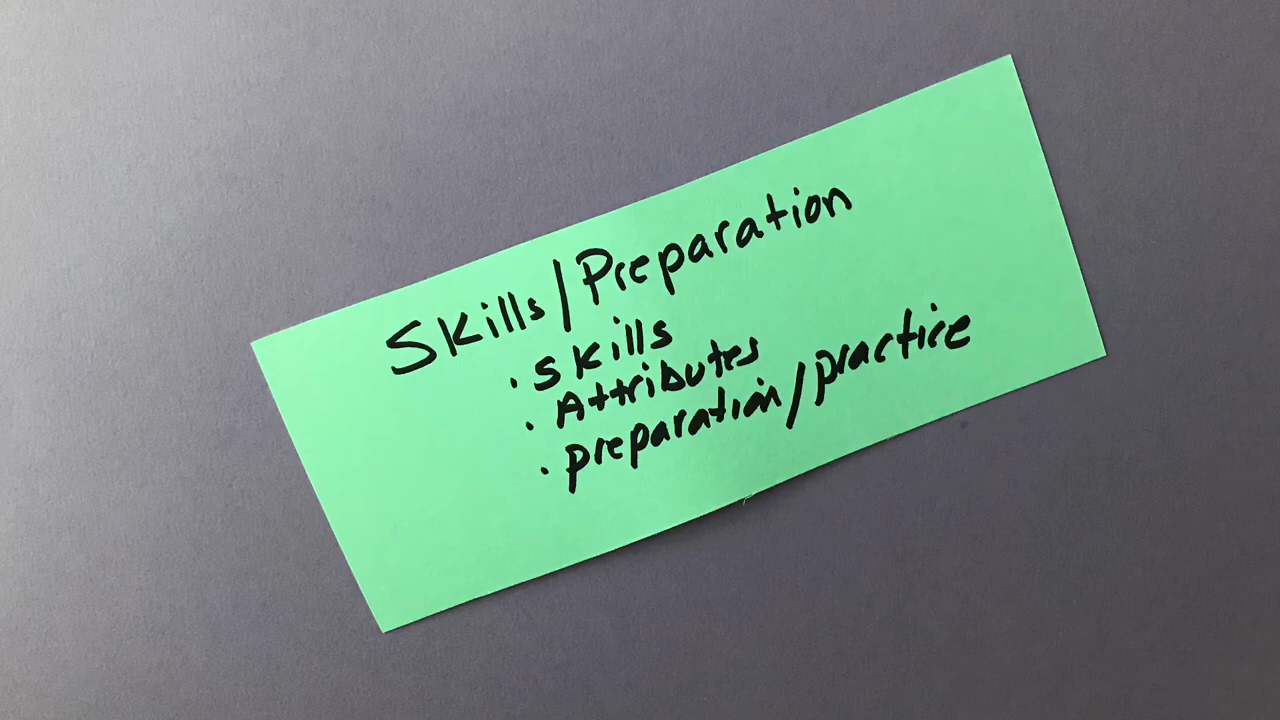 Skills/Preparation
· Skills
· Attributes
· preparation/practice